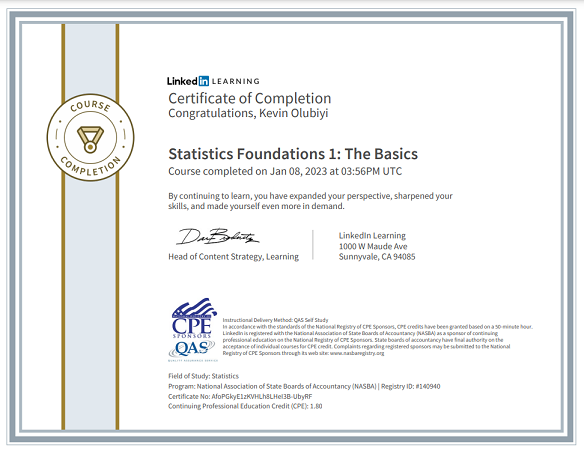 COURSE
COMPLETION
Linked in LEARNING
Certificate of Completion
Congratulations, Kevin Olubiyi
Statistics Foundations 1: The Basics
Course completed on Jan 08, 2023 at 03:56PM UTC
By continuing to learn, you have expanded your perspective, sharpened your
skills, and made yourself even more in demand.
Head of Content Strategy, Learning
LinkedIn Learning
1000 W Maude Ave
Sunnyvale, CA 94085
CPE
SPONSORS
QAS
Instructional Delivery Method: QAS Self Study
In accordance with the standards of the National Registry of CPE Sponsors, CPE credits have been granted based on a 50-minute hour.
LinkedIn is registered with the National Association of State Boards of Accountancy (NASBA) as a sponsor of continuing
professional education on the National Registry of CPE Sponsors. State boards of accountancy have final authority on the
acceptance of individual courses for CPE credit. Complaints regarding registered sponsors may be submitted to the National
Registry of CPE Sponsors through its web site: www.nasbaregistry.org
Field of Study: Statistics
Program: National Association of State Boards of Accountancy (NASBA) | Registry ID: #140940
Certificate No: AfoPGkyE1zKVHLh8LHeI3B-UbyRF
Continuing Professional Education Credit (CPE): 1.80